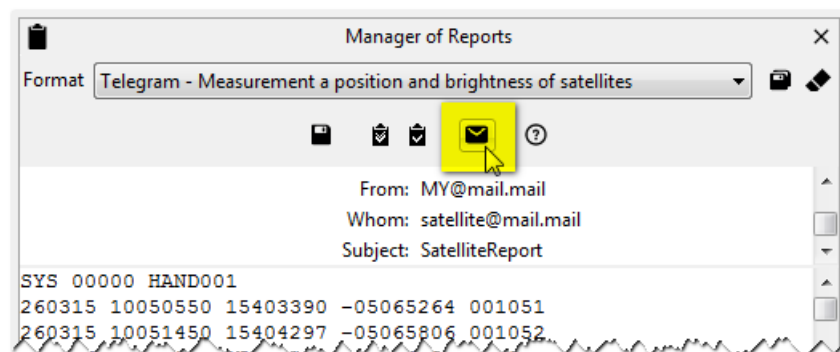 Manager of Reports
Format Telegram - Measurement a position and brightness of satellites
From: MY@mail.mail
Whom: satellite@mail.mail
Subject: SatelliteReport
SYS 00000 HAND001
260315 10050550 15403390 -05065264 001051
260315 10051450 15404297 -05065806 001052